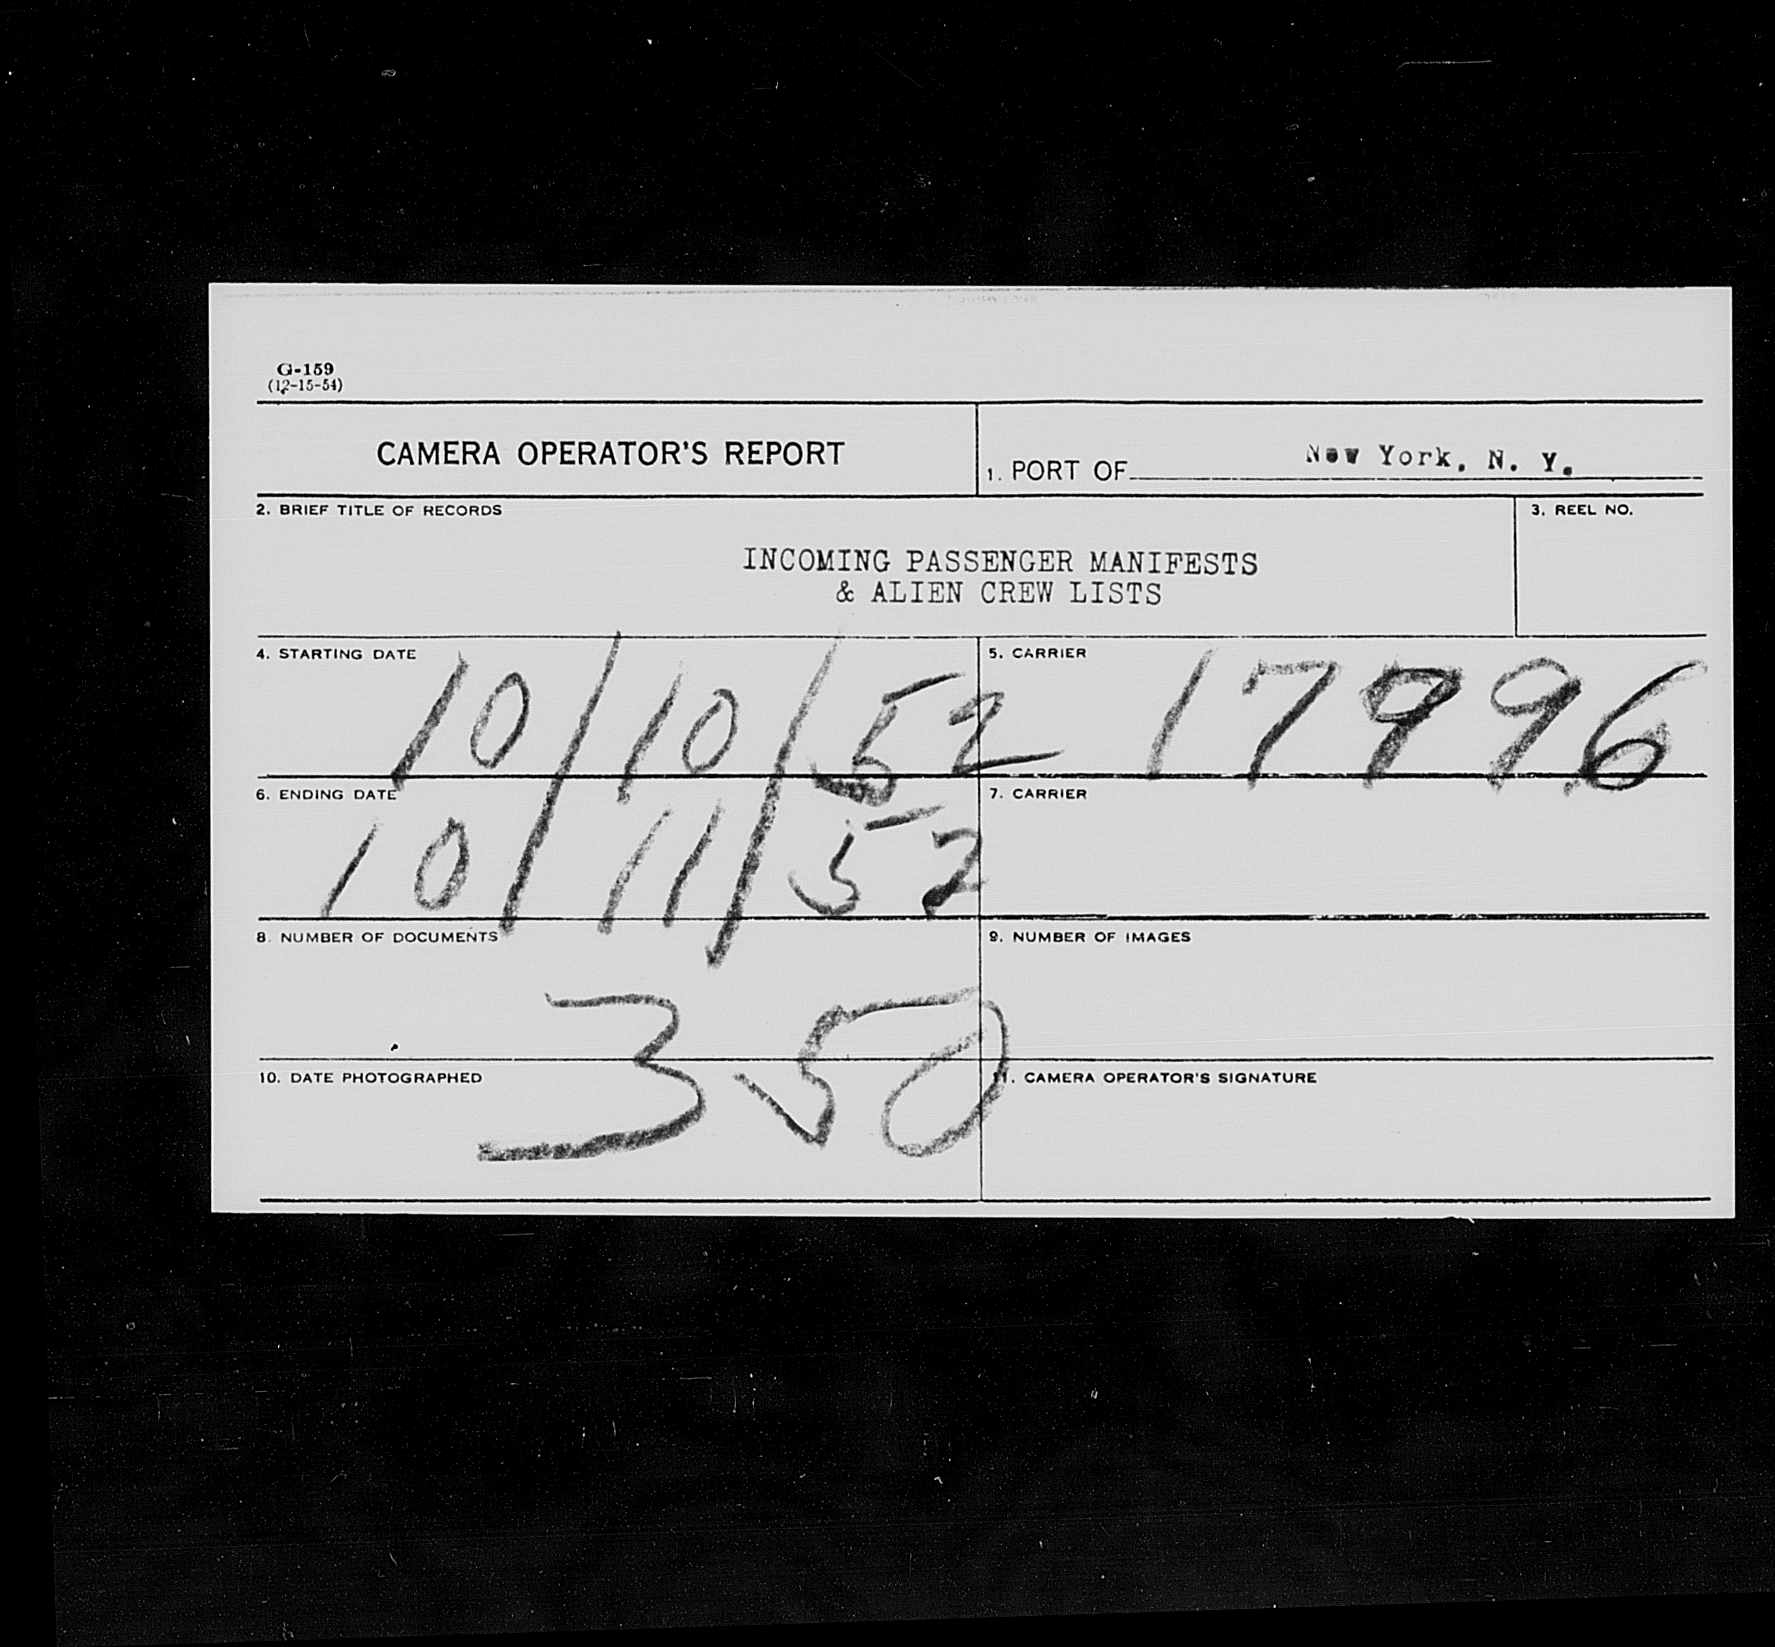 G-159
(12-15-54)
CAMERA OPERATOR'S REPORT
1. PORT OF New York, N. Y.
2. BRIEF TITLE OF RECORDS
3. REEL NO.
INCOMING PASSENGER MANIFESTS
& ALIEN CREW LISTS
4. STARTING DATE
10/10/52
5. CARRIER
17996
6. ENDING DATE
10/11/52
7. CARRIER
8. NUMBER OF DOCUMENTS
350
9. NUMBER OF IMAGES
10. DATE PHOTOGRAPHED
11. CAMERA OPERATOR'S SIGNATURE